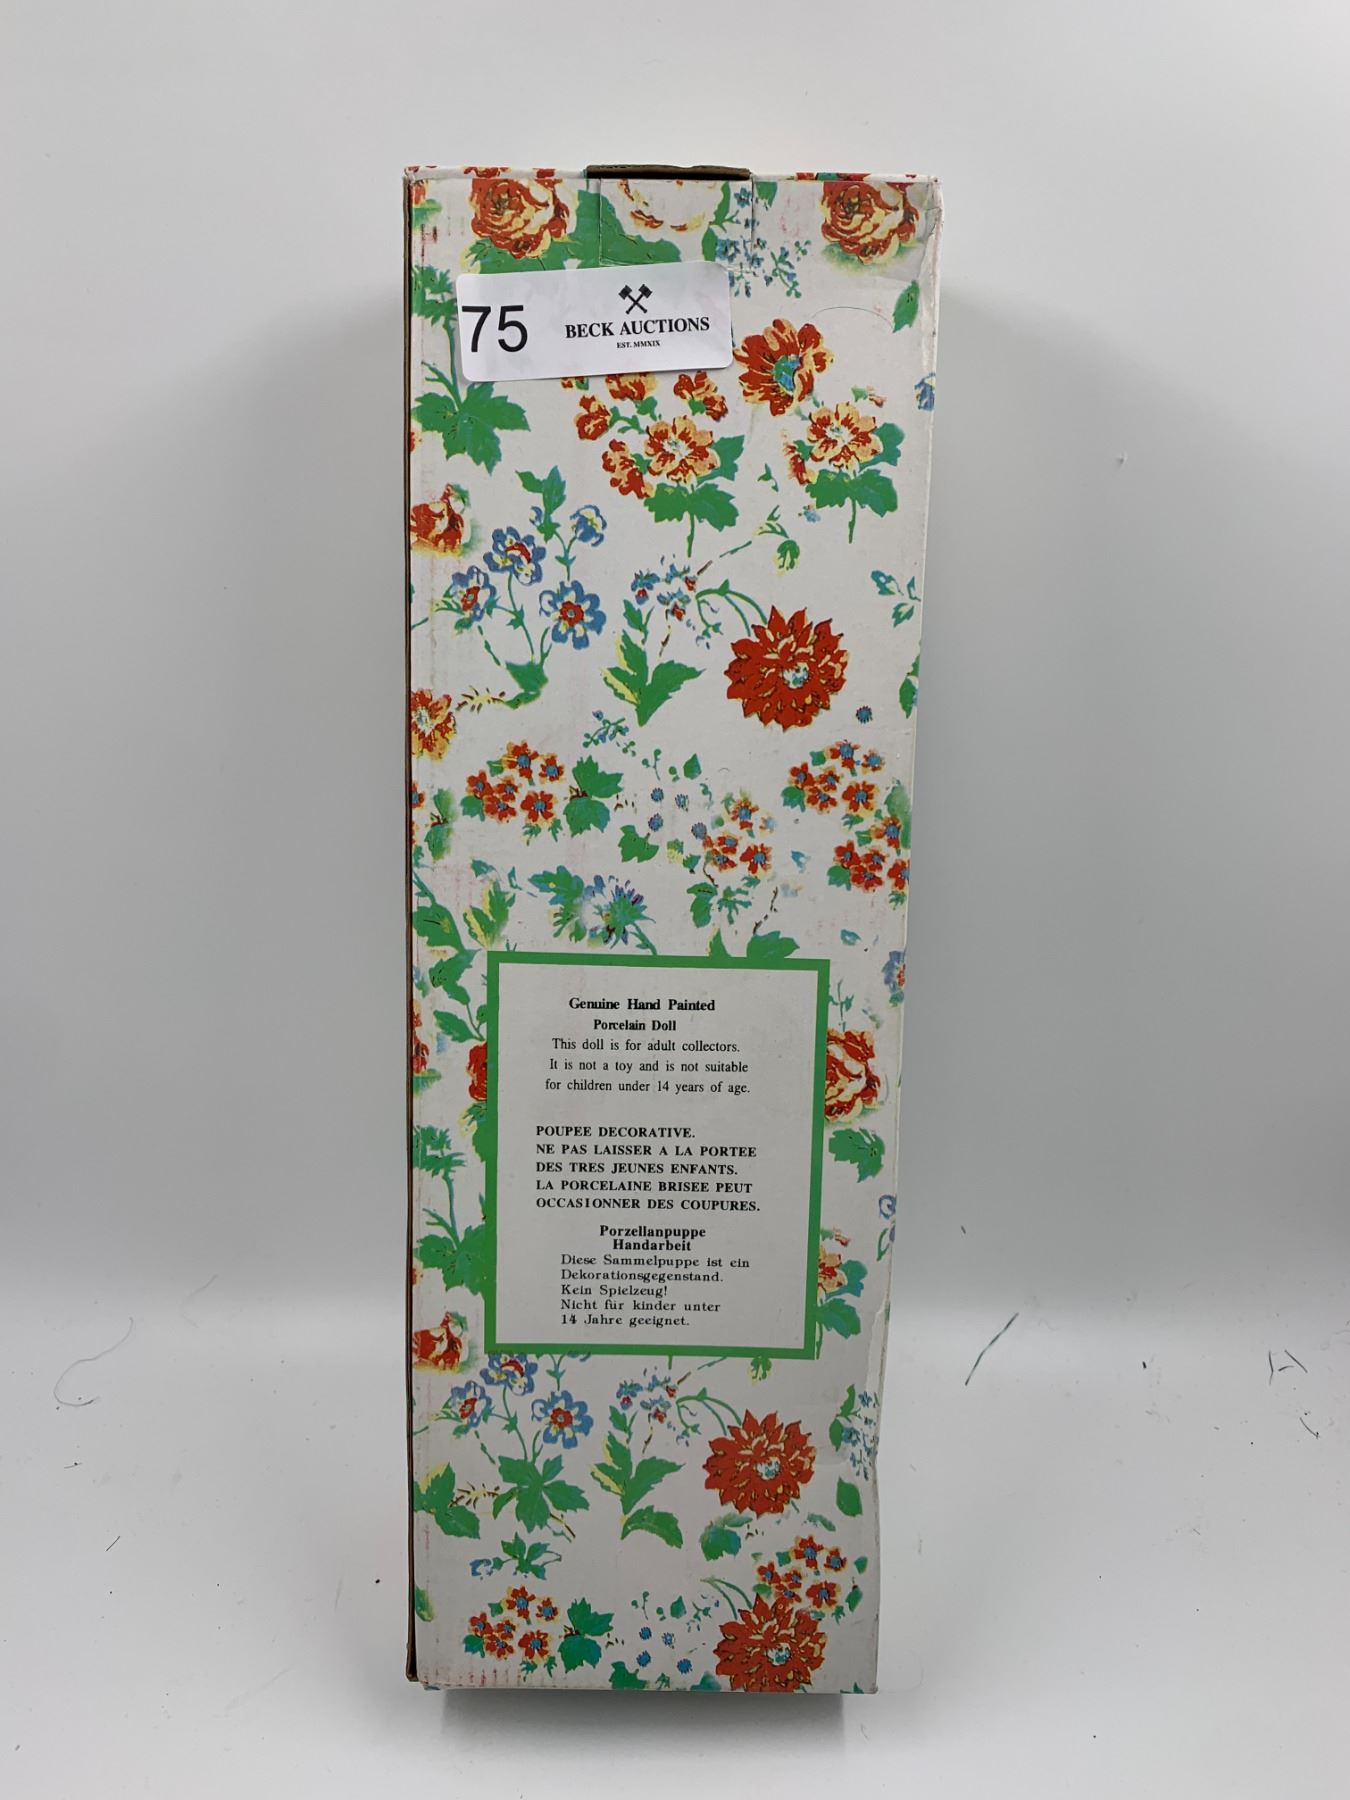 75
BECK AUCTIONS
EST. MMXIX
Genuine Hand Painted
Porcelain Doll
This doll is for adult collectors.
It is not a toy and is not suitable
for children under 14 years of age.
POUPEE DECORATIVE.
NE PAS LAISSER A LA PORTEE
DES TRES JEUNES ENFANTS.
LA PORCELAINE BRISEE PEUT
OCCASIONNER DES COUPURES.
Porzellanpuppe
Handarbeit
Diese Sammelpuppe ist ein
Dekorationsgegenstand.
Kein Spielzeug!
Nicht für kinder unter
14 Jahre geeignet.